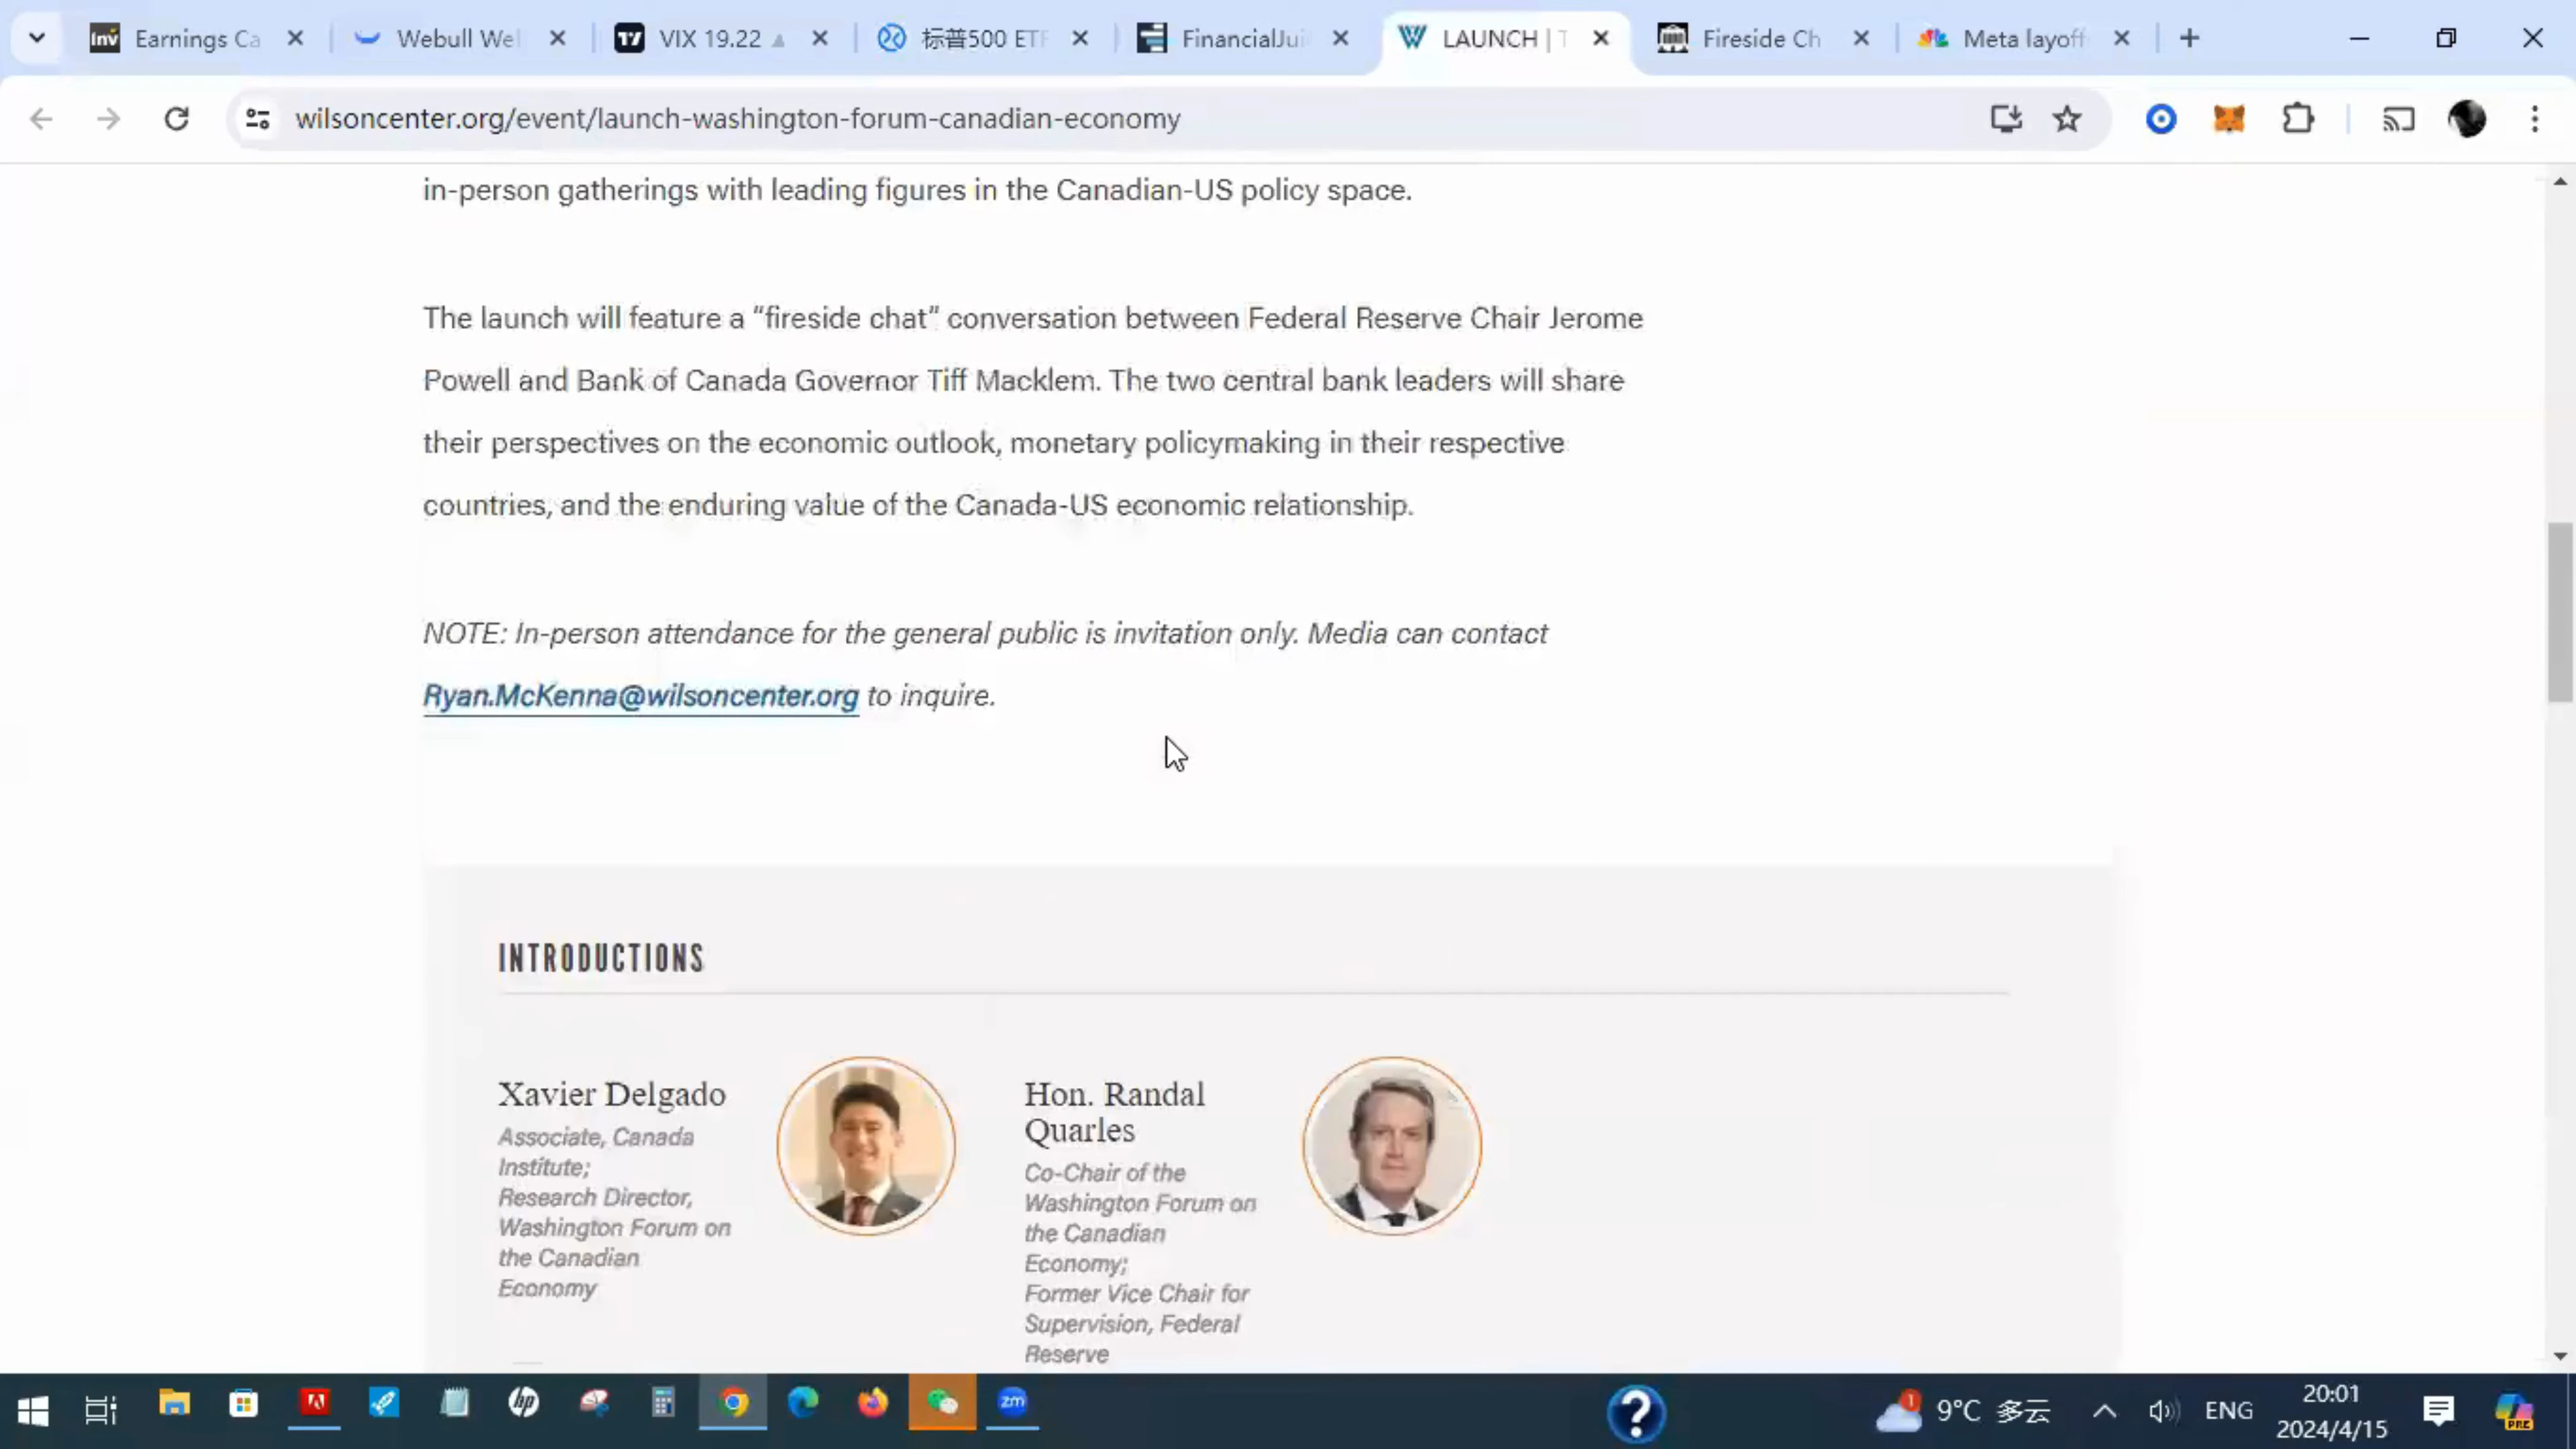 Inv Earnings Ca
Webull We
VIX 19.22 ▲
标普500 ETF
FinancialJui
W LAUNCH | T
Fireside Ch
Meta layoff
wilsoncenter.org/event/launch-washington-forum-canadian-economy
in-person gatherings with leading figures in the Canadian-US policy space.
The launch will feature a “fireside chat” conversation between Federal Reserve Chair Jerome
Powell and Bank of Canada Governor Tiff Macklem. The two central bank leaders will share
their perspectives on the economic outlook, monetary policymaking in their respective
countries, and the enduring value of the Canada-US economic relationship.
NOTE: In-person attendance for the general public is invitation only. Media can contact
Ryan.McKenna@wilsoncenter.org to inquire.
INTRODUCTIONS
Xavier Delgado
Associate, Canada
Institute;
Research Director,
Washington Forum on
the Canadian
Economy
Hon. Randal
Quarles
Co-Chair of the
Washington Forum on
the Canadian
Economy;
Former Vice Chair for
Supervision, Federal
Reserve
hp
zm
?
1
9°C 多云
ENG
20:01
2024/4/15
PRE